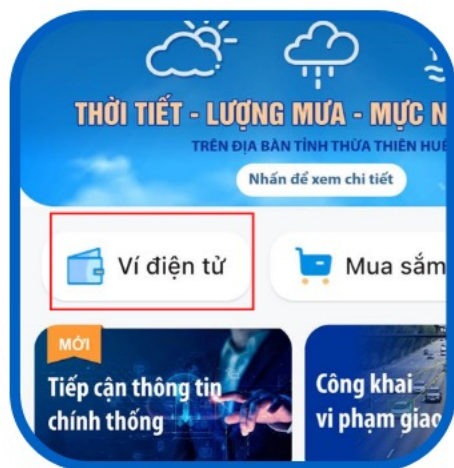 THỜI TIẾT - LƯỢNG MƯA - MỰC N
TRÊN ĐỊA BÀN TỈNH THỪA THIÊN HUẾ
Nhấn để xem chi tiết
Ví điện tử
Mua sắm
MỚI
Tiếp cận thông tin
chính thống
Công khai
vi phạm giao